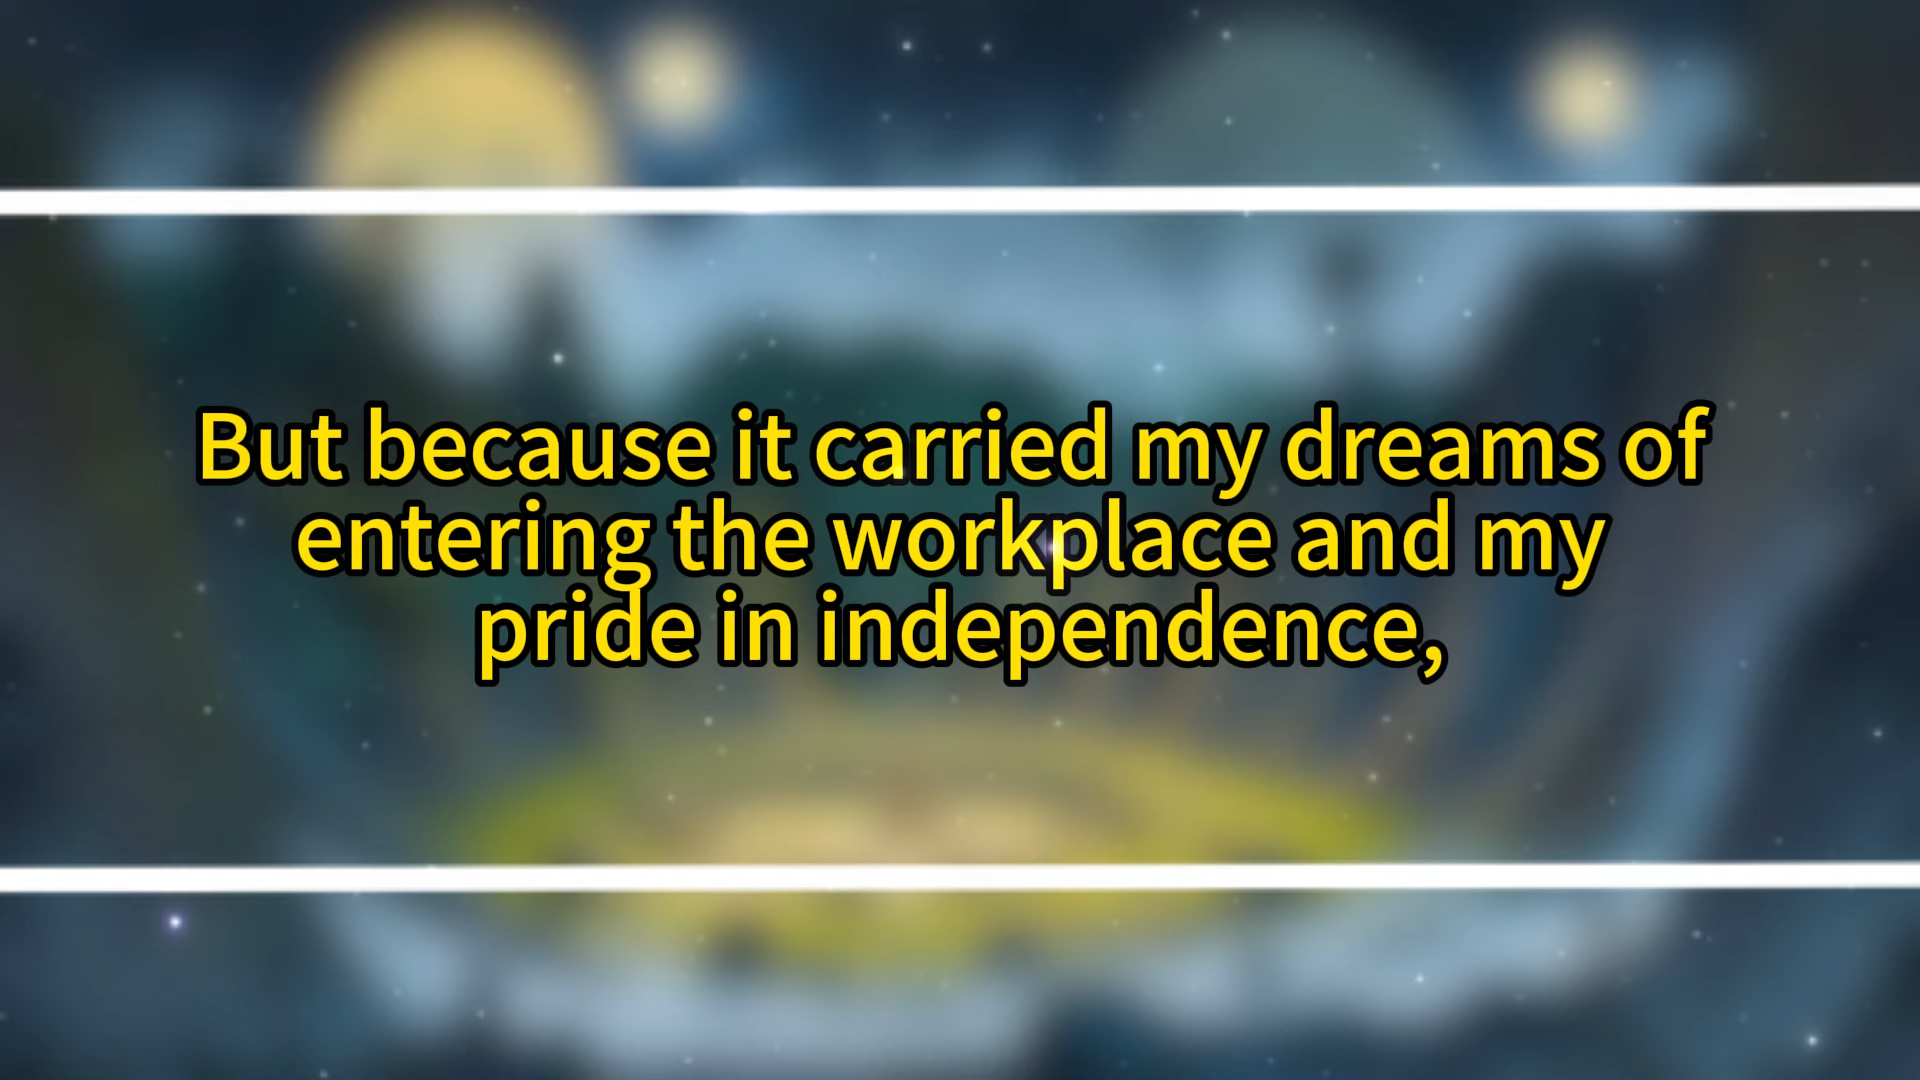 But because it carried my dreams of
entering the workplace and my
pride in independence,